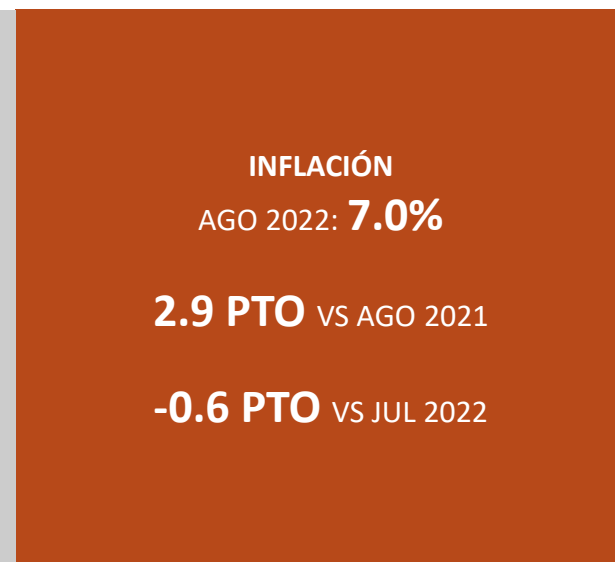 INFLACIÓN
AGO 2022: 7.0%
2.9 PTO VS AGO 2021
-0.6 PTO VS JUL 2022